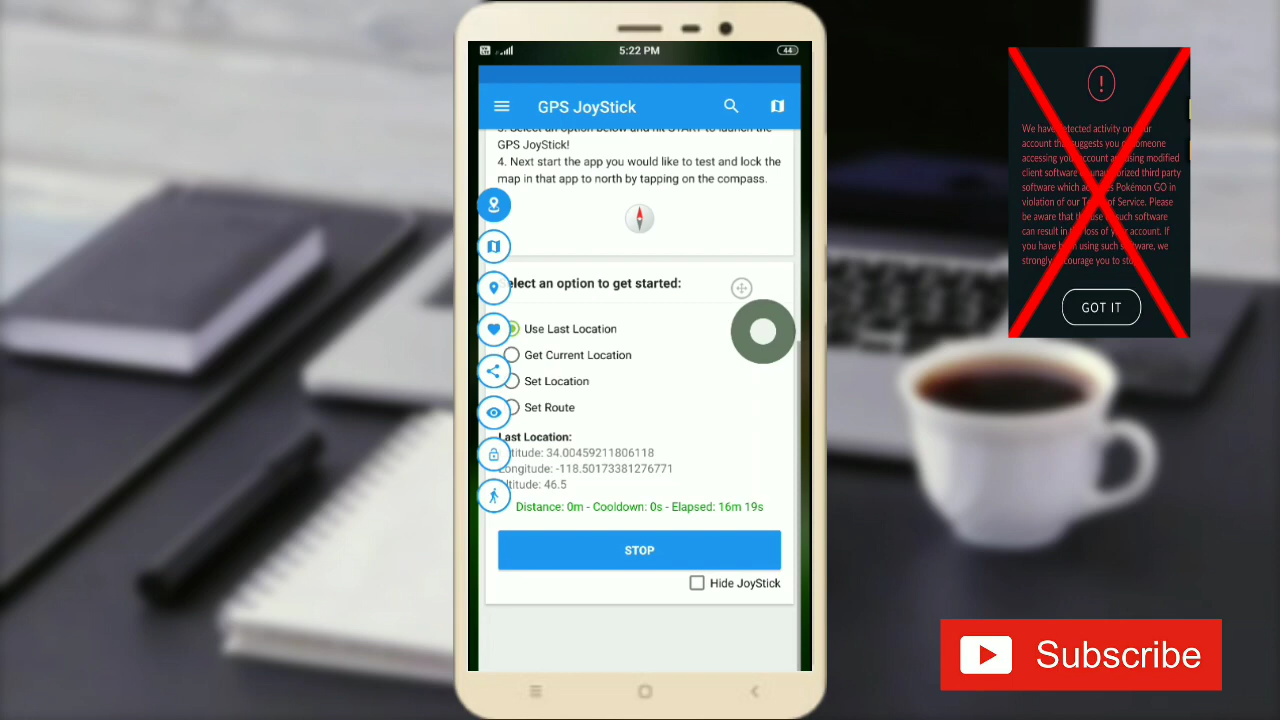 5:22 PM
44
GPS JoyStick
3. Select an option below and hit START to launch the
GPS JoyStick!
4. Next start the app you would like to test and lock the
map in that app to north by tapping on the compass.
elect an option to get started:
Use Last Location
Get Current Location
Set Location
Set Route
Last Location:
atitude: 34.00459211806118
Longitude: -118.50173381276771
ltitude: 46.5
Distance: 0m - Cooldown: 0s - Elapsed: 16m 19s
STOP
Hide JoyStick
!
We have detected activity on your
account that suggests you or someone
accessing your account are using modified
client software or unauthorized third party
software which accesses Pokémon GO in
violation of our Terms of Service. Please
be aware that the use of such software
can result in the loss of your account. If
you have been using such software, we
strongly encourage you to
GOT IT
Subscribe